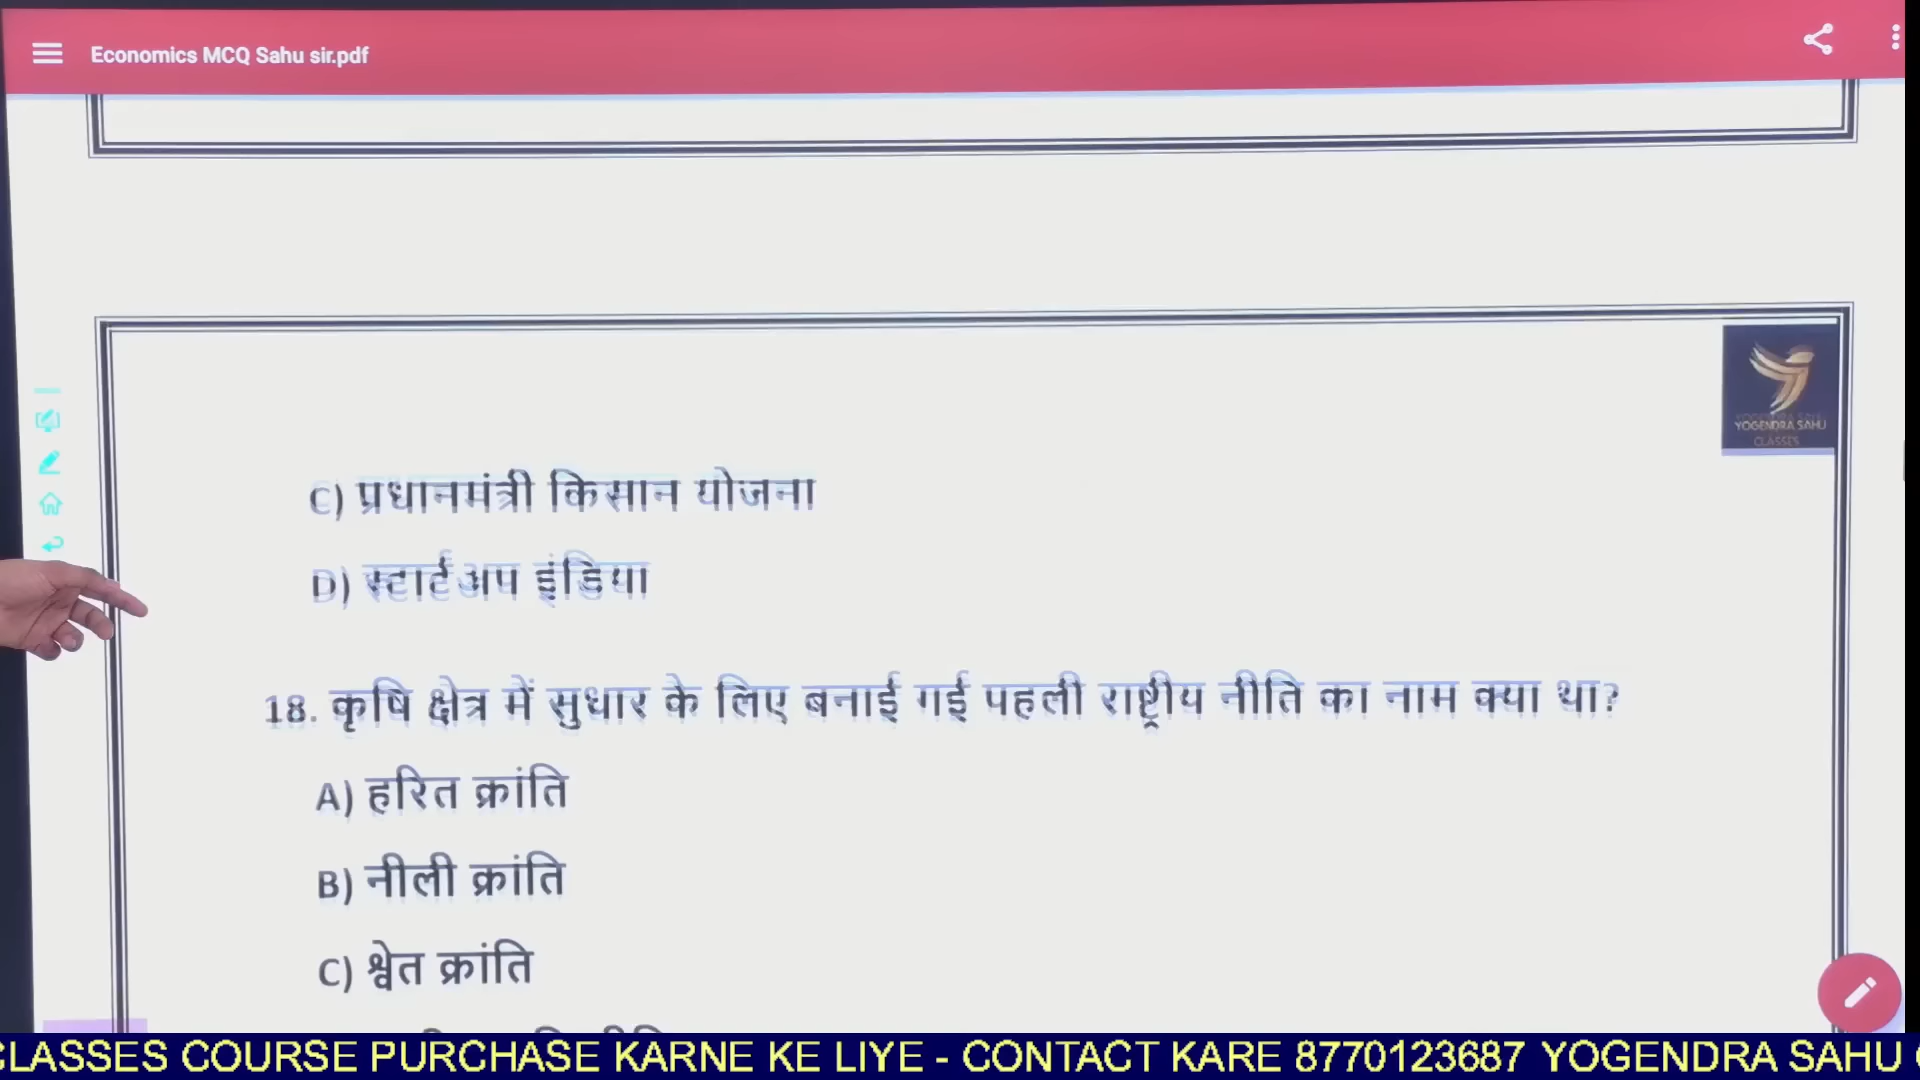 Economics MCQ Sahu sir.pdf
YOGENDRA SAHU
CLASSES
C) प्रधानमंत्री किसान योजना
D) स्टार्टअप इंडिया
18. कृषि क्षेत्र में सुधार के लिए बनाई गई पहली राष्ट्रीय नीति का नाम क्या था?
A) हरित क्रांति
B) नीली क्रांति
C) श्वेत क्रांति
CLASSES COURSE PURCHASE KARNE KE LIYE - CONTACT KARE 8770123687 YOGENDRA SAHU